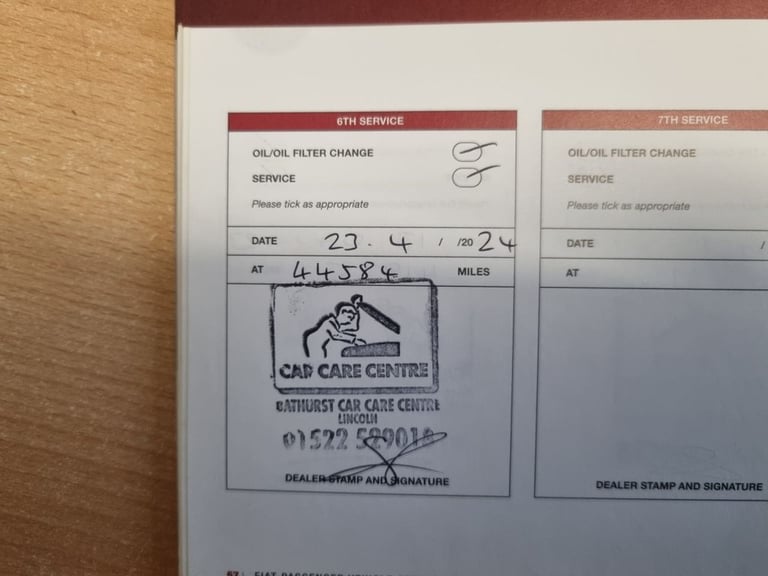 6TH SERVICE
OIL/OIL FILTER CHANGE
SERVICE
Please tick as appropriate
DATE 23 . 4 / /20 24
AT 44584 MILES
CAR CARE CENTRE
BATHURST CAR CARE CENTRE
LINCOLN
01522 589018
DEALER STAMP AND SIGNATURE
7TH SERVICE
OIL/OIL FILTER CHANGE
SERVICE
Please tick as appropriate
DATE /
AT
DEALER STAMP AND SIGNATURE
FIAT PASSENGER